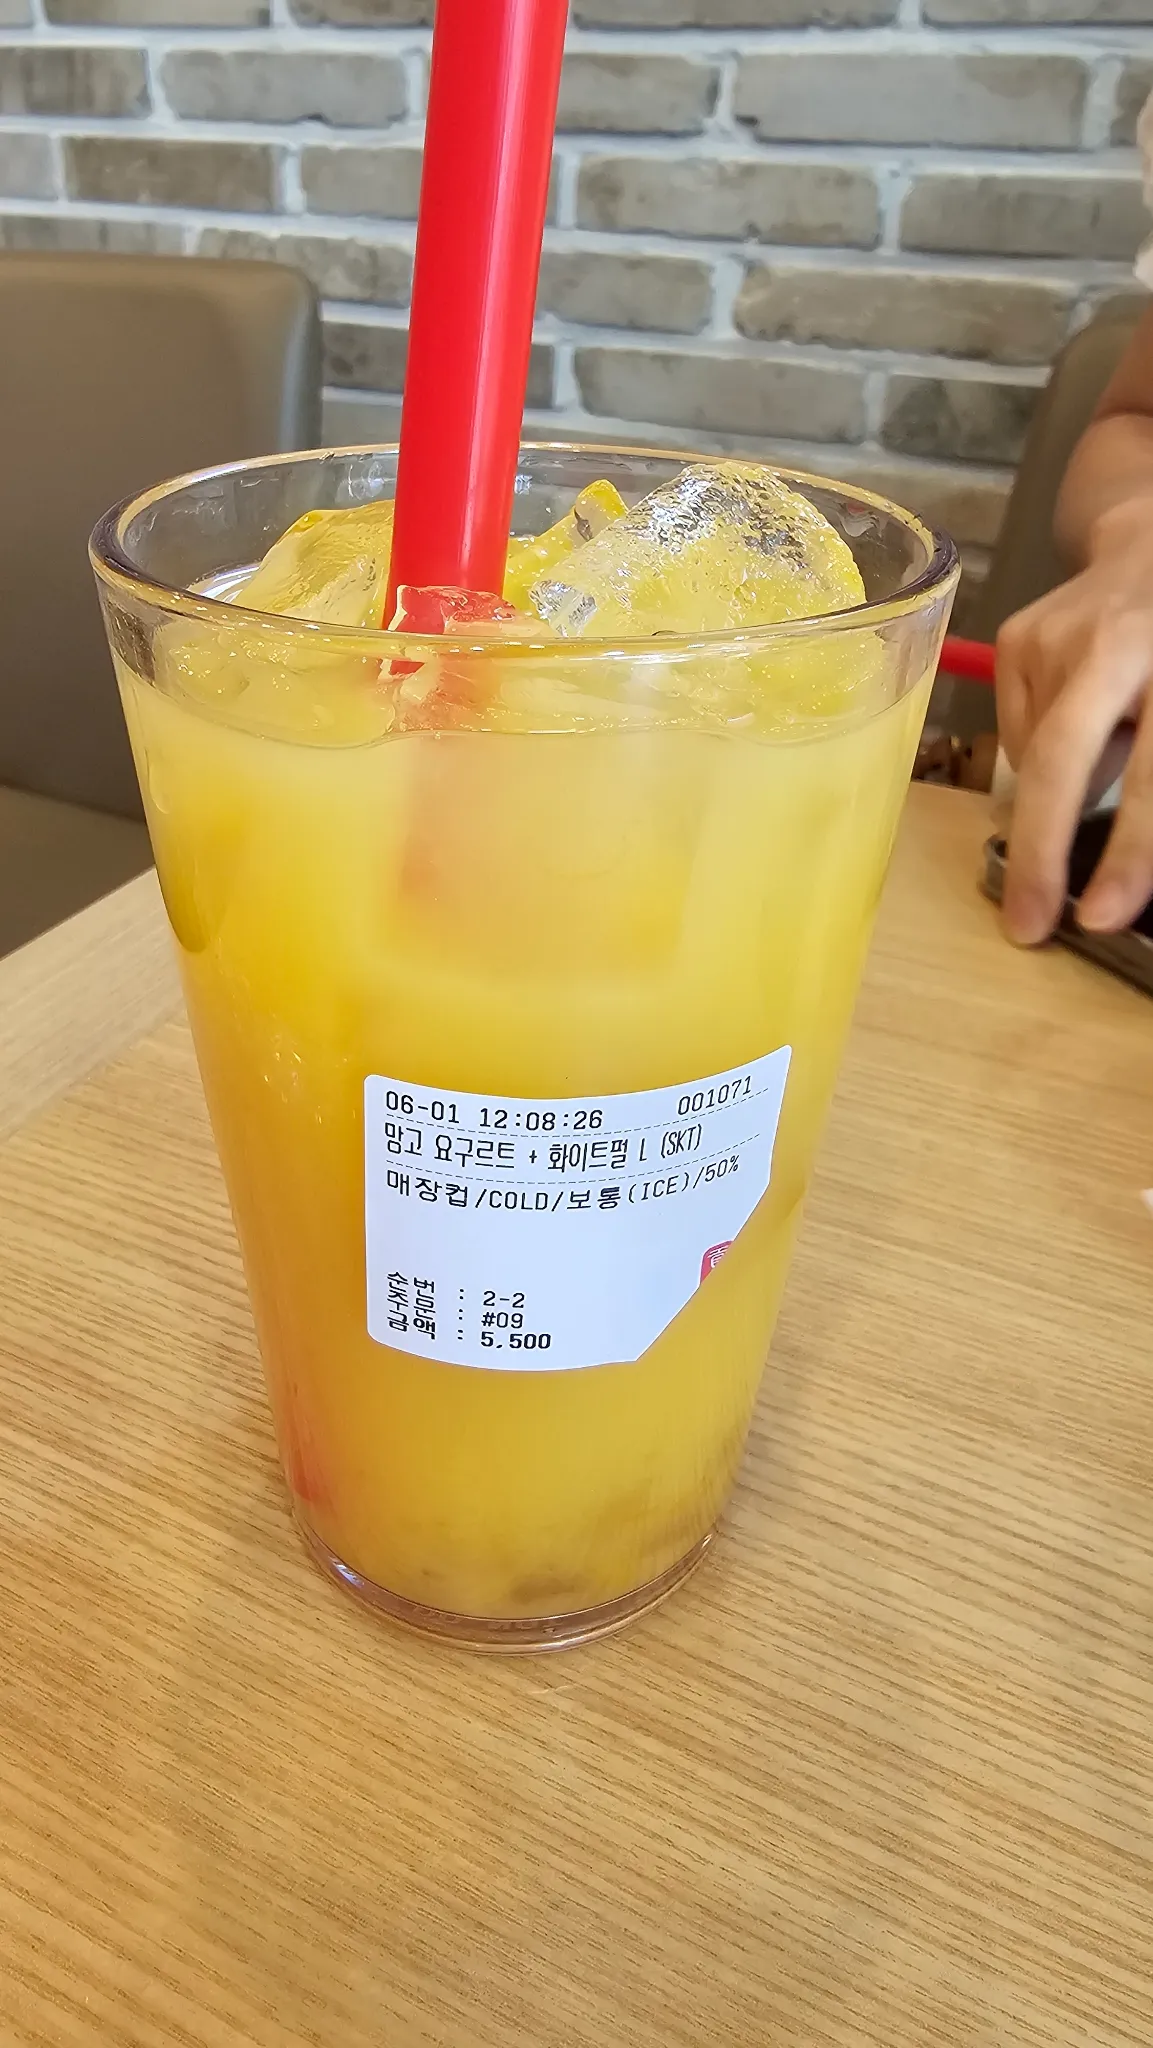 06-01 12:08:26 001071
망고 요구르트 + 화이트펄 L (SKT)
매장컵/COLD/보통(ICE)/50%
순번 : 2-2
주문 : #09
금액 : 5,500